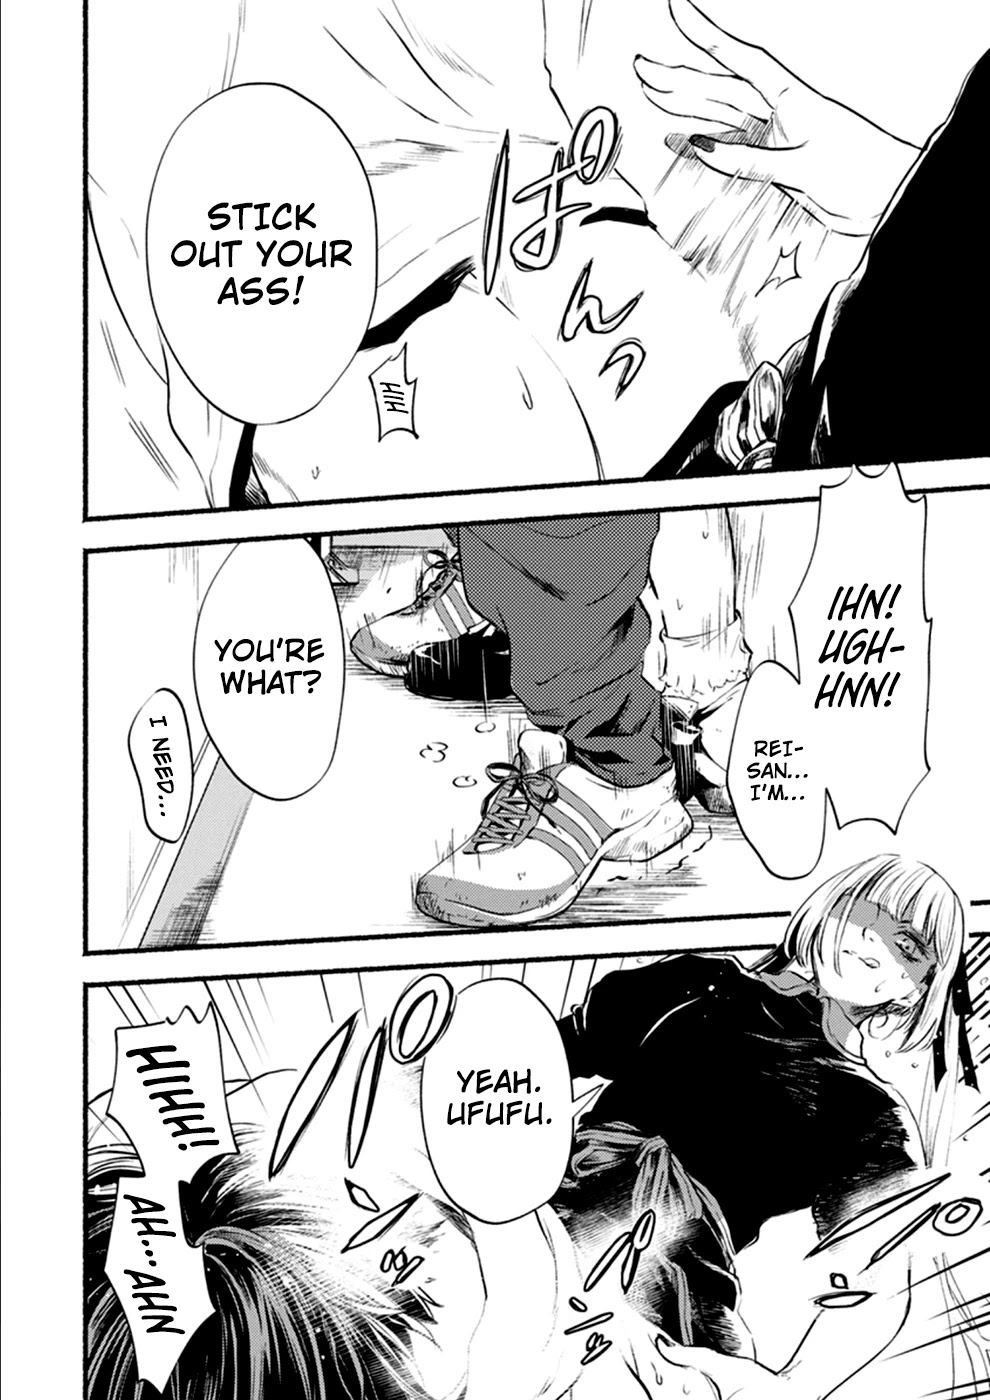 STICK
OUT YOUR
ASS!
ぱんっ
HIH
IHN!
UGH-
HNN!
REI-
SAN...
I'M...
YOU'RE
WHAT?
I NEED...
YEAH.
UFUFU.
HIHH!
AH...AHN